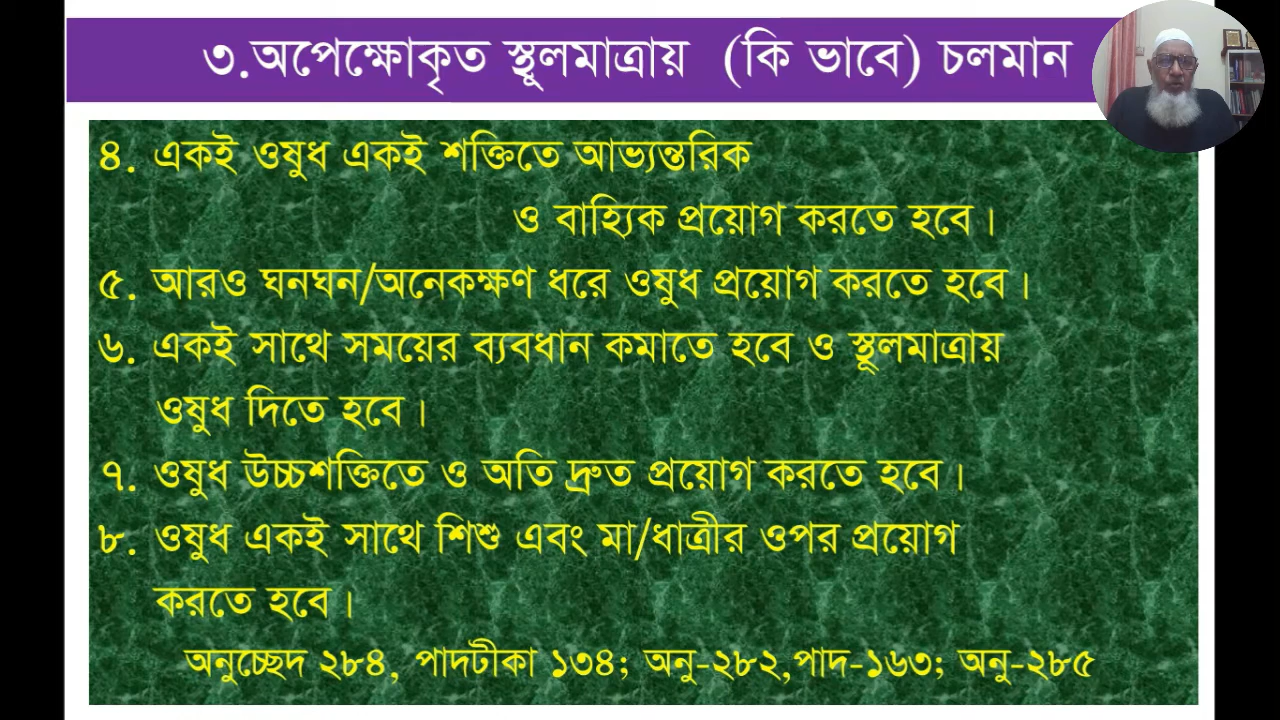 ৩.অপেক্ষোকৃত স্থূলমাত্রায় (কি ভাবে) চলমান
৪. একই ওষুধ একই শক্তিতে আভ্যন্তরিক
ও বাহ্যিক প্রয়োগ করতে হবে।
৫. আরও ঘনঘন/অনেকক্ষণ ধরে ওষুধ প্রয়োগ করতে হবে।
৬. একই সাথে সময়ের ব্যবধান কমাতে হবে ও স্থূলমাত্রায়
ওষুধ দিতে হবে।
৭. ওষুধ উচ্চশক্তিতে ও অতি দ্রুত প্রয়োগ করতে হবে।
৮. ওষুধ একই সাথে শিশু এবং মা/ধাত্রীর ওপর প্রয়োগ
করতে হবে।
অনুচ্ছেদ ২৮৪, পাদটীকা ১৩৪; অনু-২৮২,পাদ-১৬৩; অনু-২৮৫